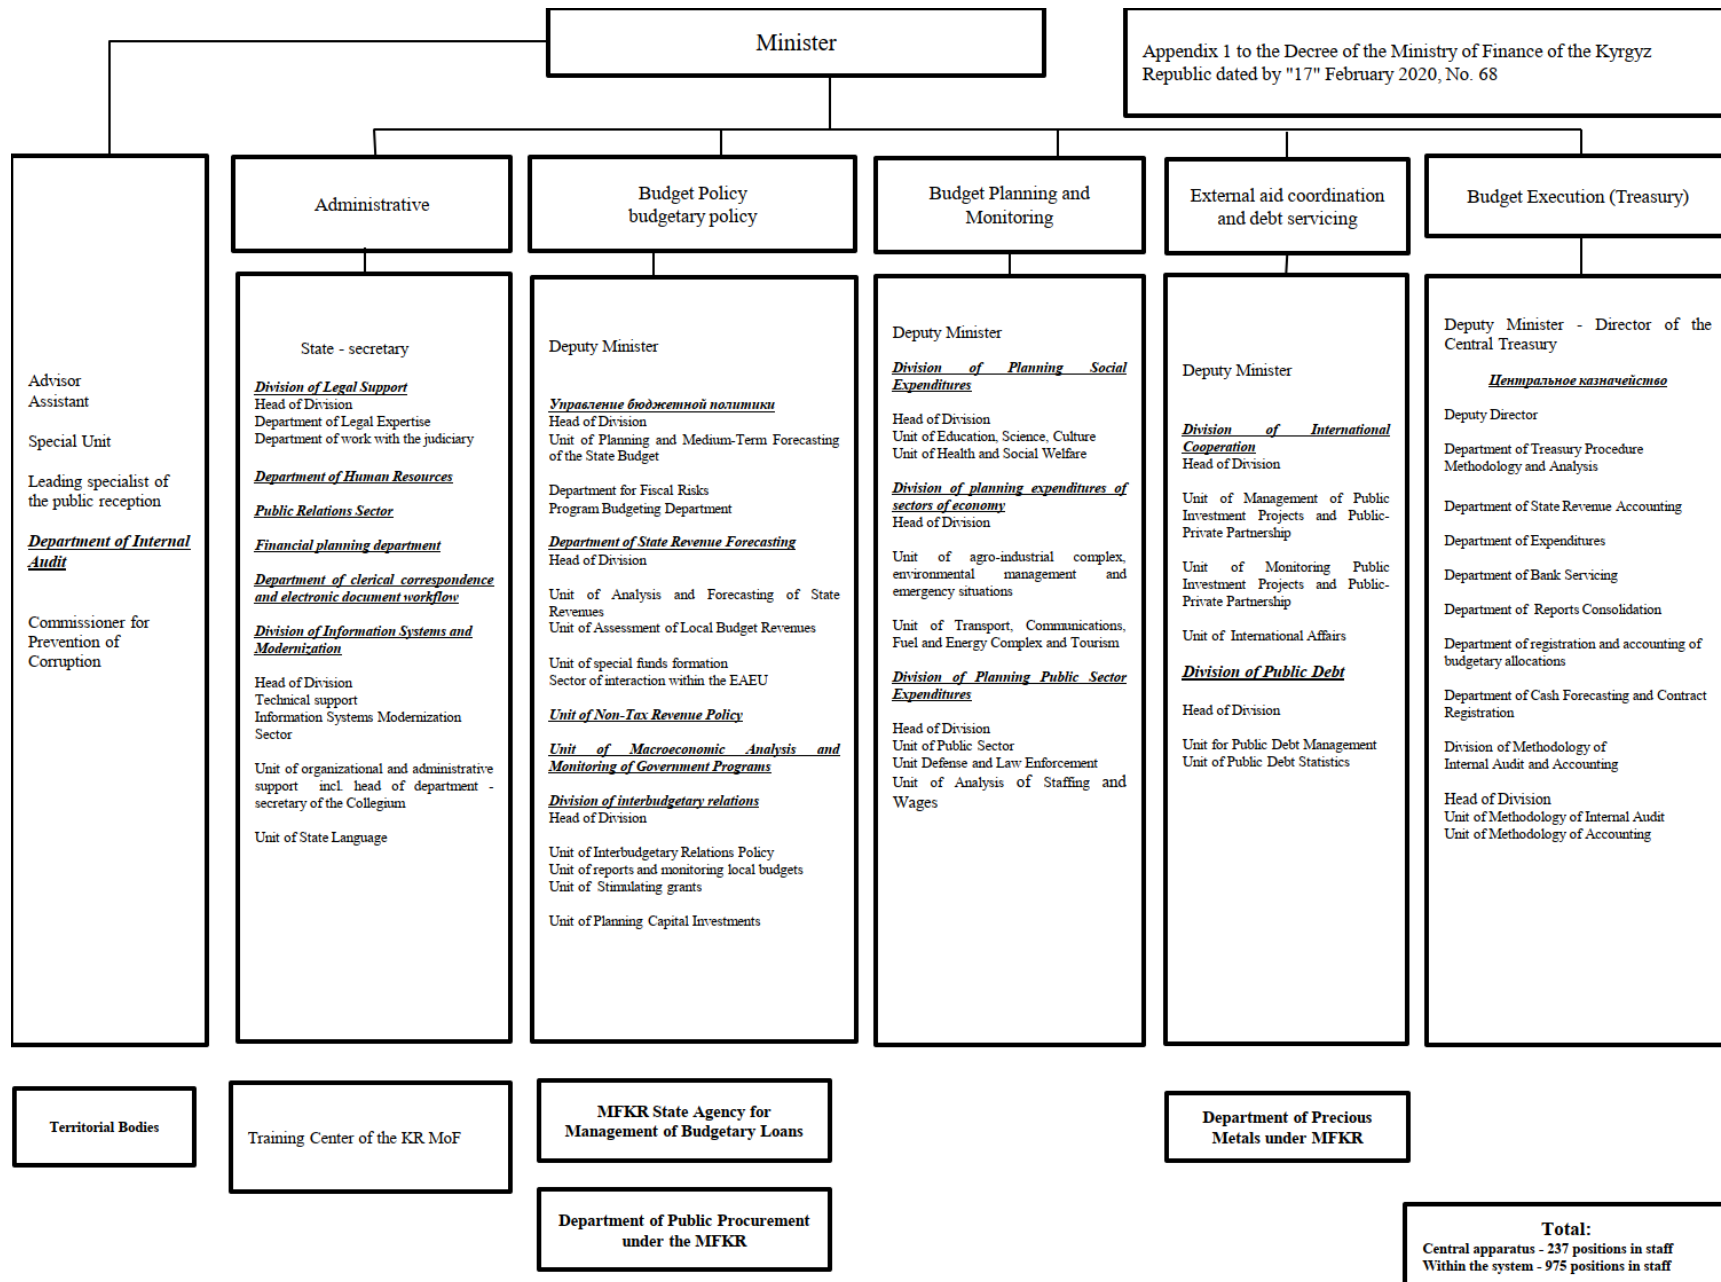 Minister
Appendix 1 to the Decree of the Ministry of Finance of the Kyrgyz
Republic dated by "17" February 2020, No. 68
Administrative
Budget Policy
budgetary policy
Budget Planning and
Monitoring
External aid coordination
and debt servicing
Budget Execution (Treasury)
Advisor
Assistant
Special Unit
Leading specialist of
the public reception
Department of Internal
Audit
Commissioner for
Prevention of
Corruption
State - secretary
Division of Legal Support
Head of Division
Department of Legal Expertise
Department of work with the judiciary
Department of Human Resources
Public Relations Sector
Financial planning department
Department of clerical correspondence
and electronic document workflow
Division of Information Systems and
Modernization
Head of Division
Technical support
Information Systems Modernization
Sector
Unit of organizational and administrative
support incl. head of department -
secretary of the Collegium
Unit of State Language
Deputy Minister
Управление бюджетной политики
Head of Division
Unit of Planning and Medium-Term Forecasting
of the State Budget
Department for Fiscal Risks
Program Budgeting Department
Department of State Revenue Forecasting
Head of Division
Unit of Analysis and Forecasting of State
Revenues
Unit of Assessment of Local Budget Revenues
Unit of special funds formation
Sector of interaction within the EAEU
Unit of Non-Tax Revenue Policy
Unit of Macroeconomic Analysis and
Monitoring of Government Programs
Division of interbudgetary relations
Head of Division
Unit of Interbudgetary Relations Policy
Unit of reports and monitoring local budgets
Unit of Stimulating grants
Unit of Planning Capital Investments
Deputy Minister
Division of Planning Social
Expenditures
Head of Division
Unit of Education, Science, Culture
Unit of Health and Social Welfare
Division of planning expenditures of
sectors of economy
Head of Division
Unit of agro-industrial complex,
environmental management and
emergency situations
Unit of Transport, Communications,
Fuel and Energy Complex and Tourism
Division of Planning Public Sector
Expenditures
Head of Division
Unit of Public Sector
Unit Defense and Law Enforcement
Unit of Analysis of Staffing and
Wages
Deputy Minister
Division of International
Cooperation
Head of Division
Unit of Management of Public
Investment Projects and Public-
Private Partnership
Unit of Monitoring Public
Investment Projects and Public-
Private Partnership
Unit of International Affairs
Division of Public Debt
Head of Division
Unit for Public Debt Management
Unit of Public Debt Statistics
Deputy Minister - Director of the
Central Treasury
Центральное казначейство
Deputy Director
Department of Treasury Procedure
Methodology and Analysis
Department of State Revenue Accounting
Department of Expenditures
Department of Bank Servicing
Department of Reports Consolidation
Department of registration and accounting of
budgetary allocations
Department of Cash Forecasting and Contract
Registration
Division of Methodology of
Internal Audit and Accounting
Head of Division
Unit of Methodology of Internal Audit
Unit of Methodology of Accounting
Territorial Bodies
Training Center of the KR MoF
MFKR State Agency for
Management of Budgetary Loans
Department of Precious
Metals under MFKR
Department of Public Procurement
under the MFKR
Total:
Central apparatus - 237 positions in staff
Within the system - 975 positions in staff